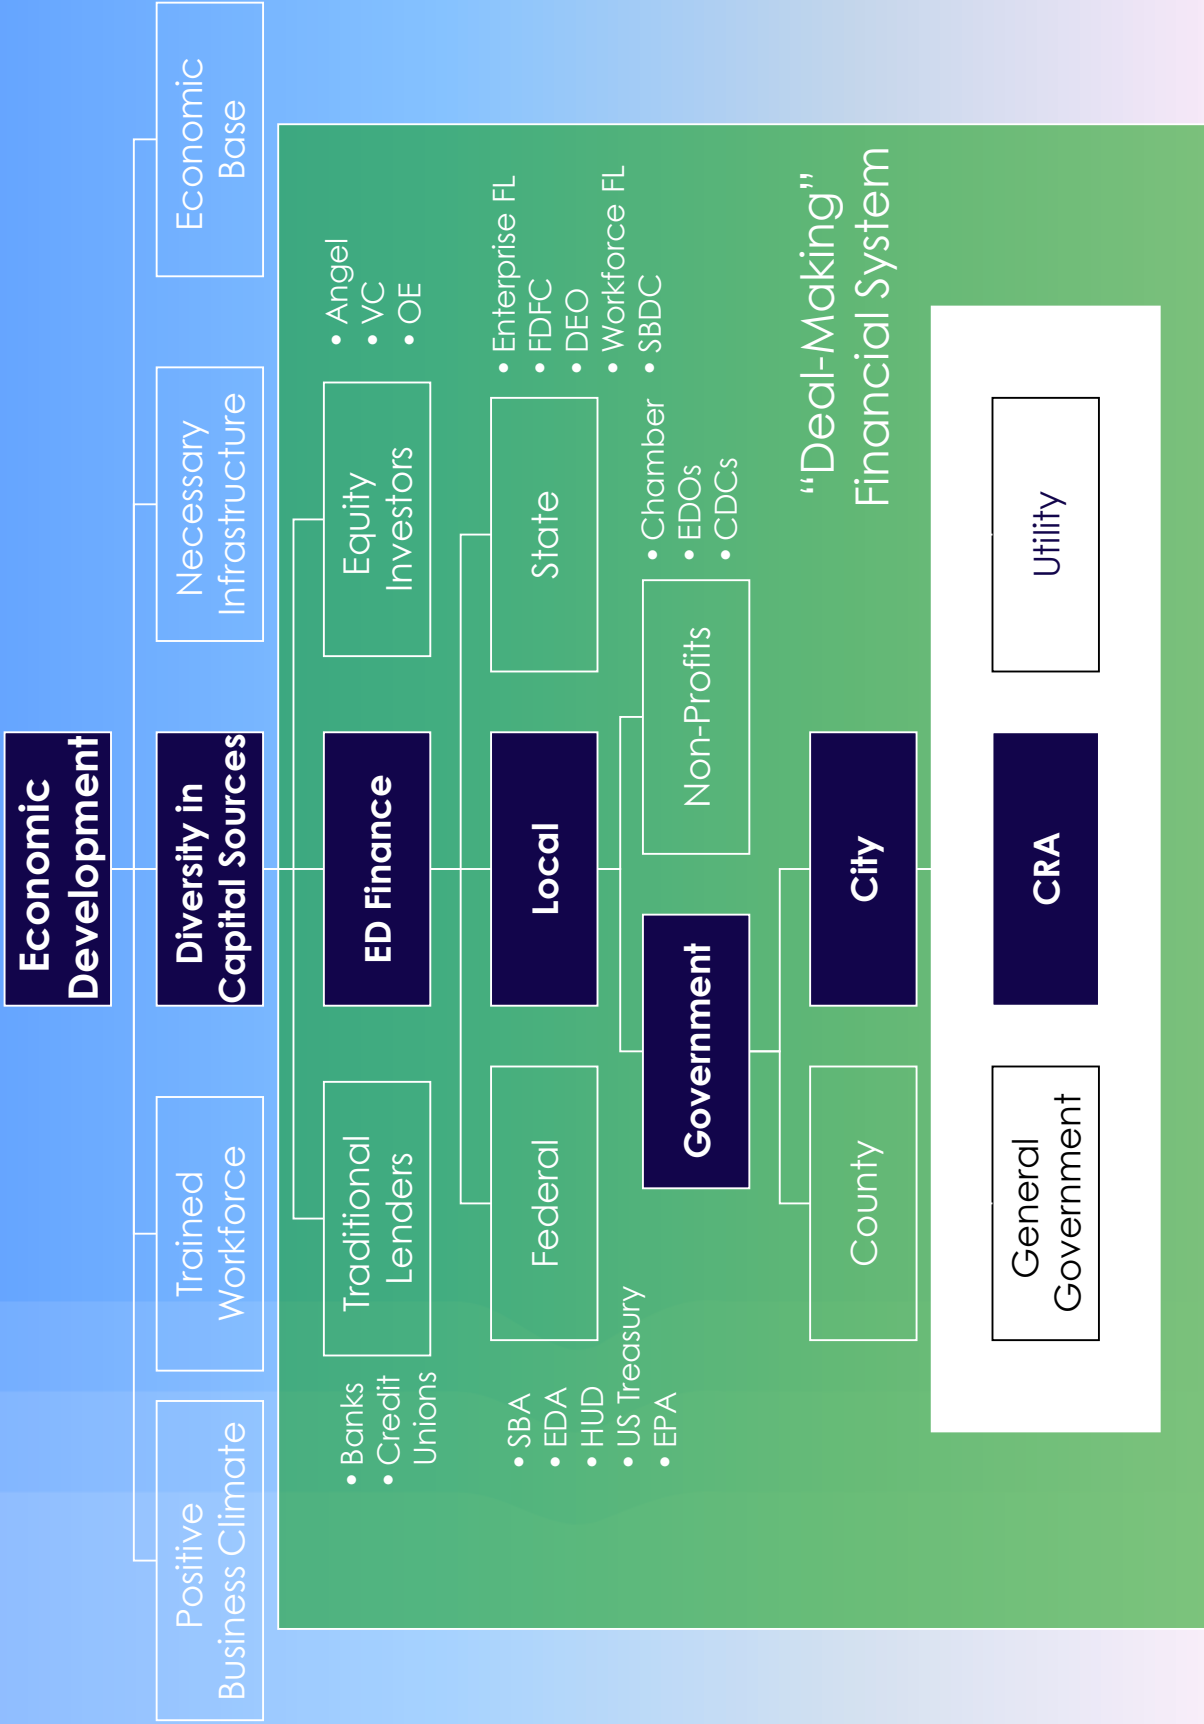 Economic
Development
Positive
Business Climate
Trained
Workforce
Diversity in
Capital Sources
Necessary
Infrastructure
Economic
Base
• Banks
• Credit
Unions
Traditional
Lenders
ED Finance
Equity
Investors
• Angel
• VC
• OE
• SBA
• EDA
• HUD
• US Treasury
• EPA
Federal
Local
State
• Enterprise FL
• FDFC
• DEO
• Workforce FL
• SBDC
Government
Non-Profits
• Chamber
• EDOs
• CDCs
County
City
“Deal-Making”
Financial System
General
Government
CRA
Utility